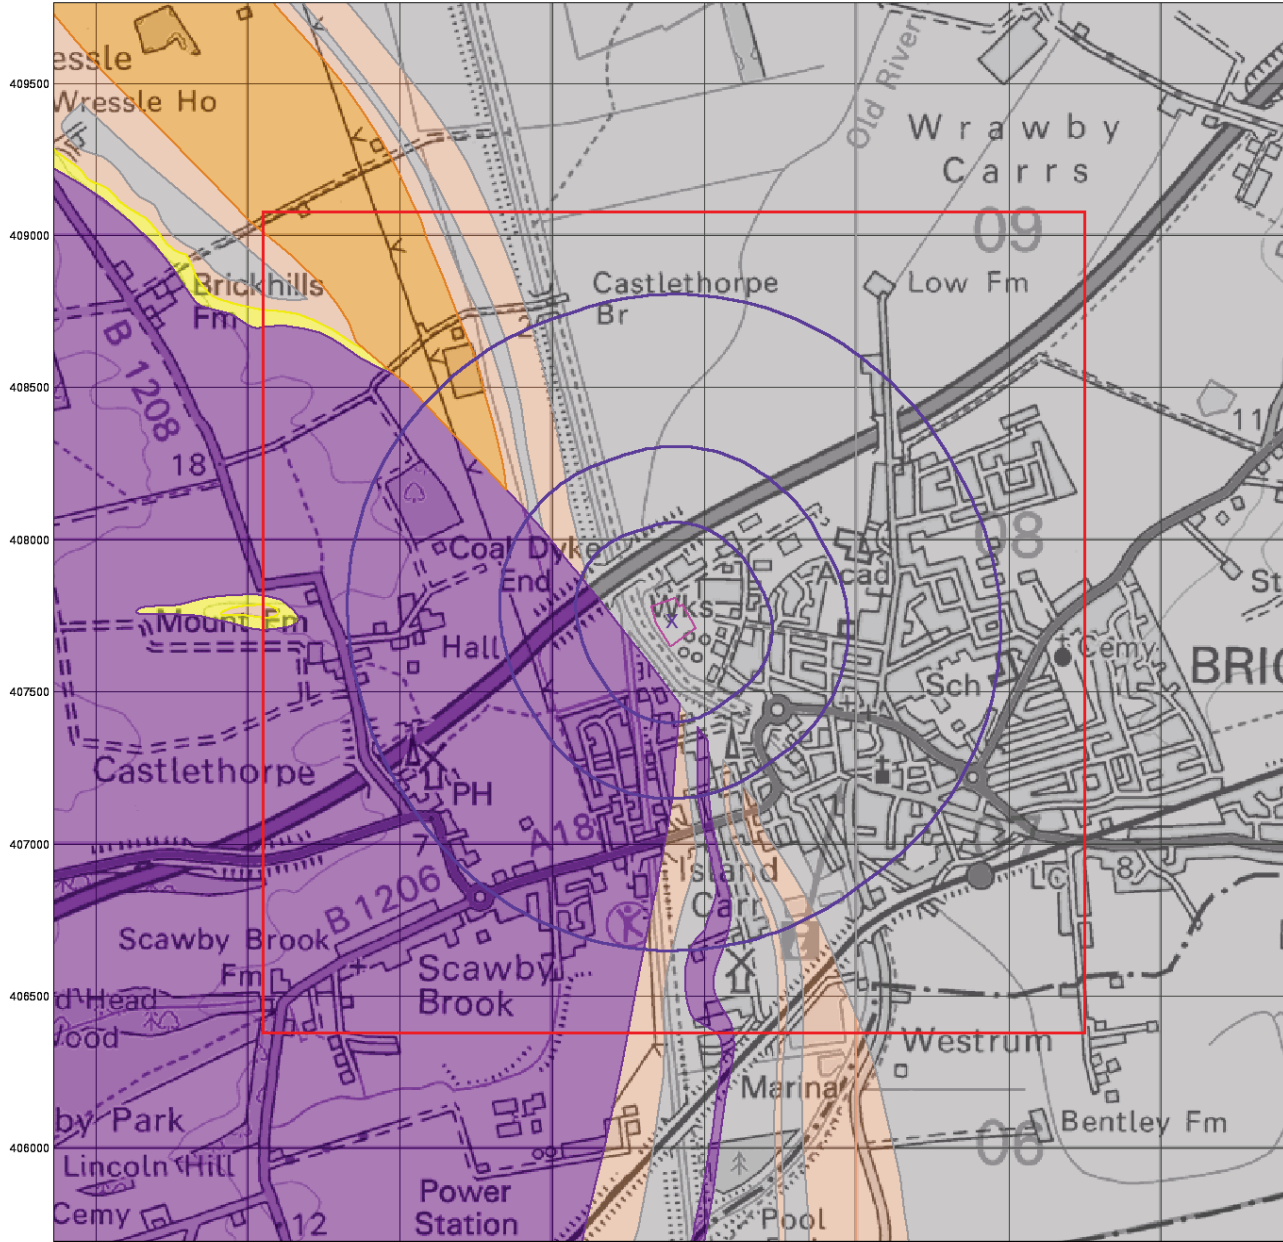 409500
409000
408500
408000
407500
407000
406500
406000
essle
Wressle Ho
Old River
Wrawby
Carrs
09
Brickhills
Fm
Castlethorpe
Br
2
Low Fm
B 1208
18
11
08
Coal Dyke
End
Acad
St
Mount Fm
Wks
Hall
Cemy
BRIG
Sch
Castlethorpe
PH
07
7
A18
Island
Carr
LC
8
B 1206
Scawby Brook
Fm
Scawby
Brook
d Head
Wood
Westrum
Marina
by Park
Bentley Fm
06
Lincoln Hill
Power
Station
Cemy
12
Pool